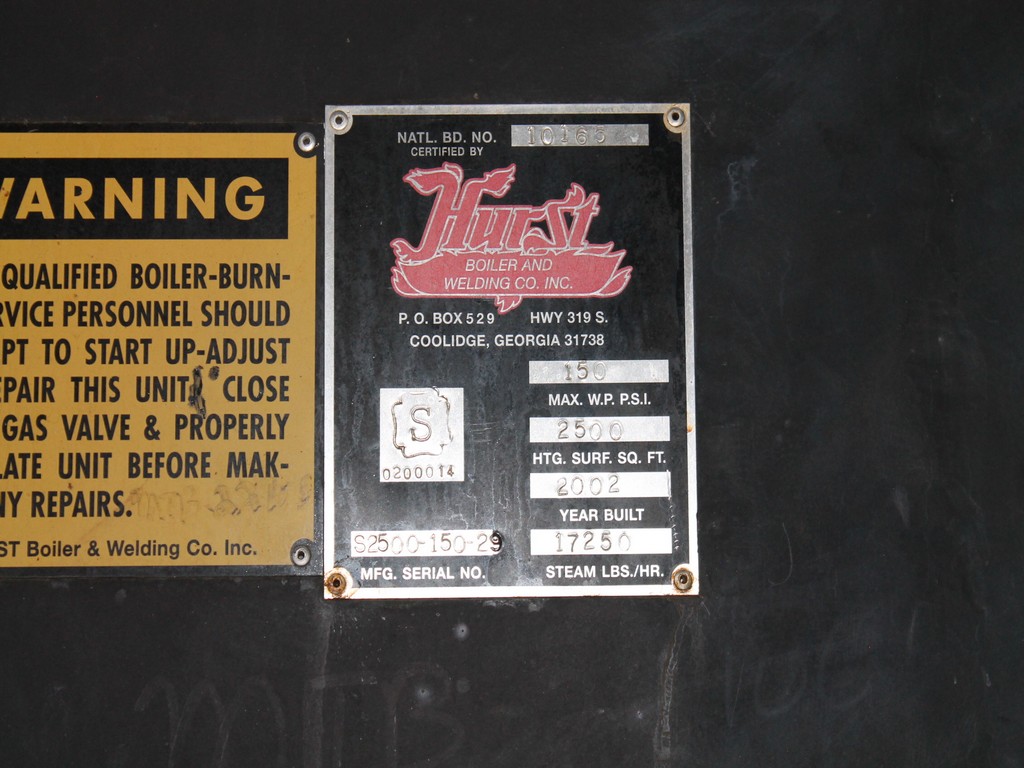 WARNING
QUALIFIED BOILER-BURN-
SERVICE PERSONNEL SHOULD
PT TO START UP-ADJUST
EPAIR THIS UNIT. CLOSE
GAS VALVE & PROPERLY
LATE UNIT BEFORE MAK-
NY REPAIRS.
ST Boiler & Welding Co. Inc.
NATL. BD. NO.
CERTIFIED BY
Hurst
BOILER AND
WELDING CO. INC.
P. O. BOX 529 HWY 319 S.
COOLIDGE, GEORGIA 31738
150
MAX. W.P. P.S.I.
S
0200014
2500
HTG. SURF. SQ. FT.
2002
YEAR BUILT
S2500-150-29
MFG. SERIAL NO.
17250
STEAM LBS./HR.